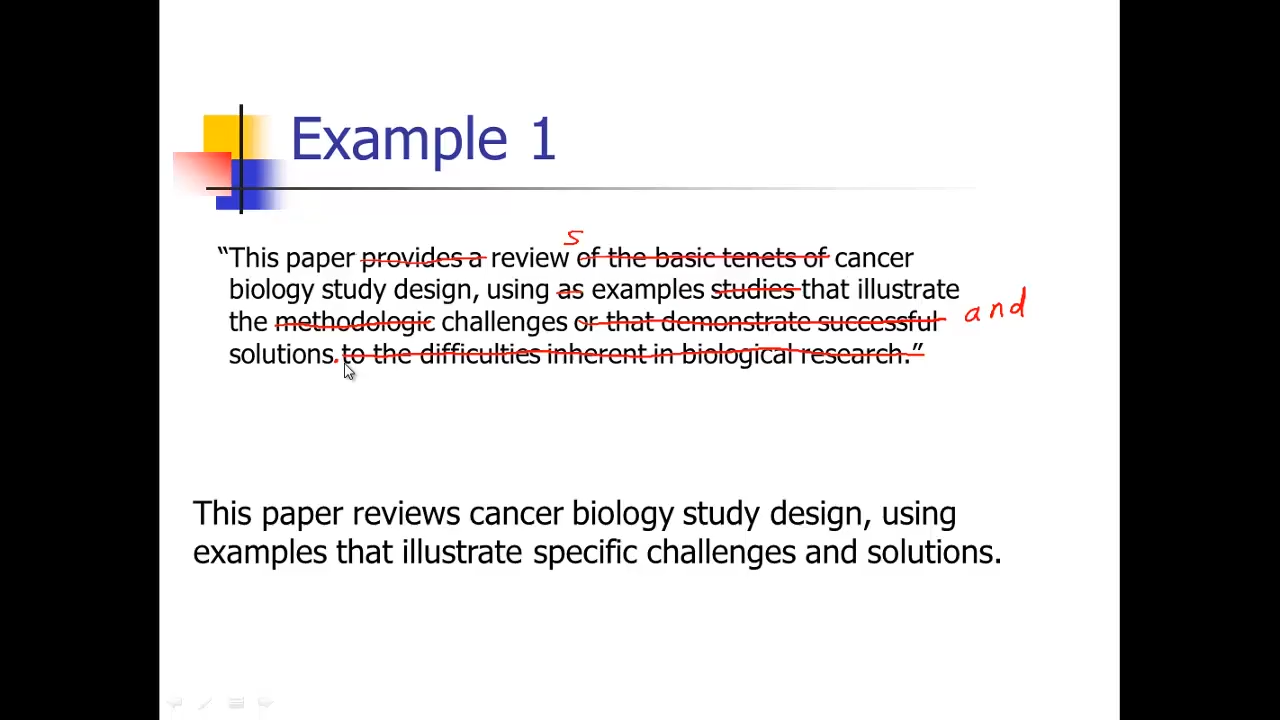 Example 1
s
“This paper provides a review of the basic tenets of cancer
biology study design, using as examples studies that illustrate
the methodologic challenges or that demonstrate successful and
solutions. to the difficulties inherent in biological research.”
This paper reviews cancer biology study design, using
examples that illustrate specific challenges and solutions.